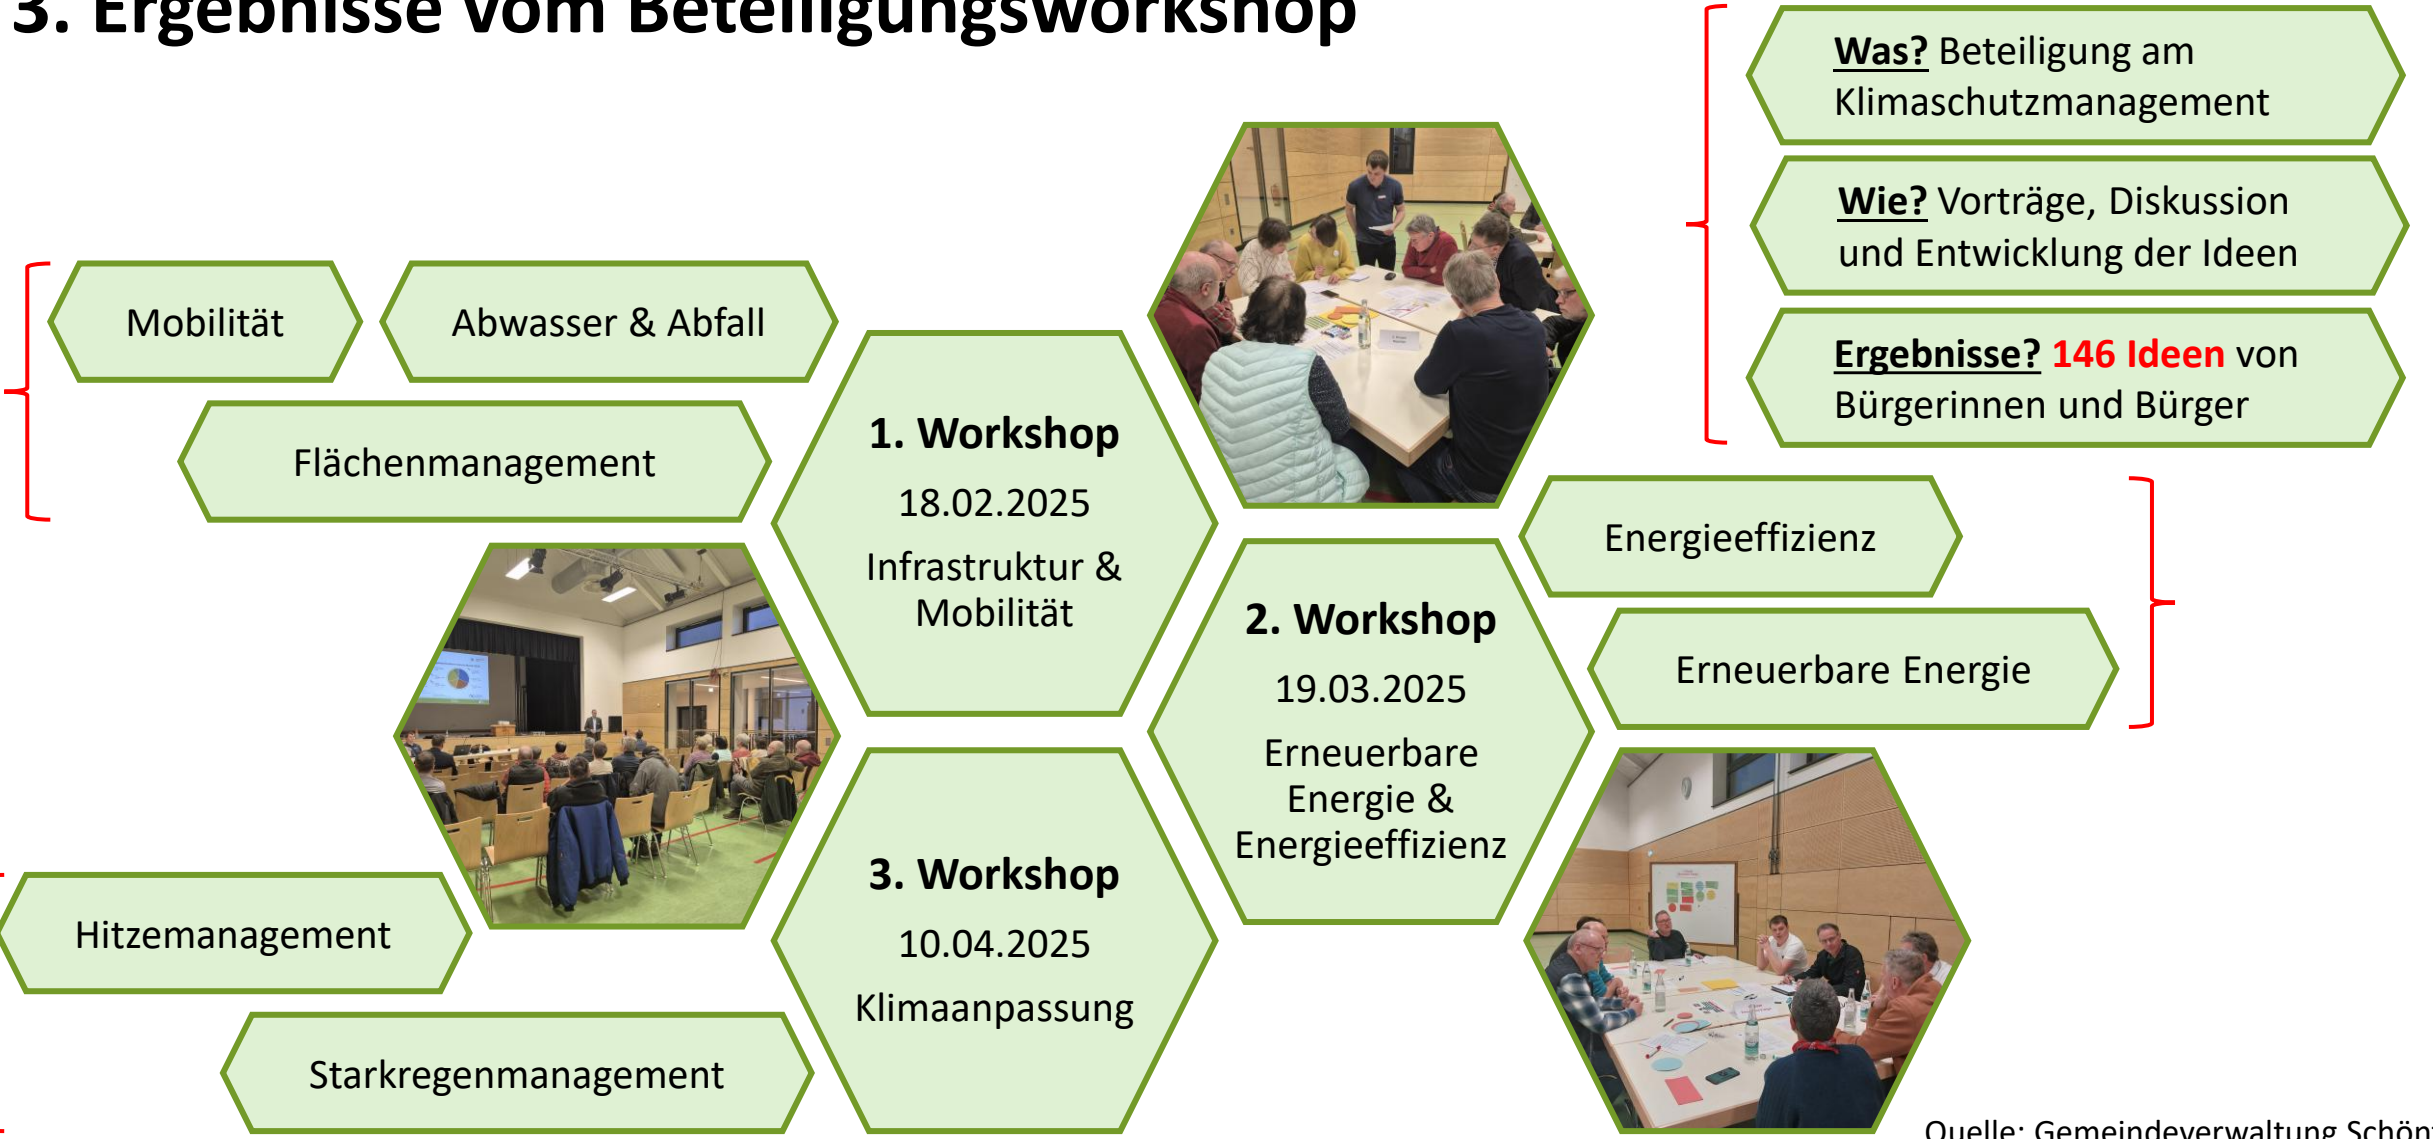 3. Ergebnisse vom Beteiligungsworkshop
Was? Beteiligung am
Klimaschutzmanagement
Wie? Vorträge, Diskussion
und Entwicklung der Ideen
Ergebnisse? 146 Ideen von
Bürgerinnen und Bürger
Mobilität
Abwasser & Abfall
Flächenmanagement
1. Workshop
18.02.2025
Infrastruktur &
Mobilität
Energieeffizienz
Erneuerbare Energie
2. Workshop
19.03.2025
Erneuerbare
Energie &
Energieeffizienz
3. Workshop
10.04.2025
Klimaanpassung
Hitzemanagement
Starkregenmanagement
Quelle: Gemeindeverwaltung